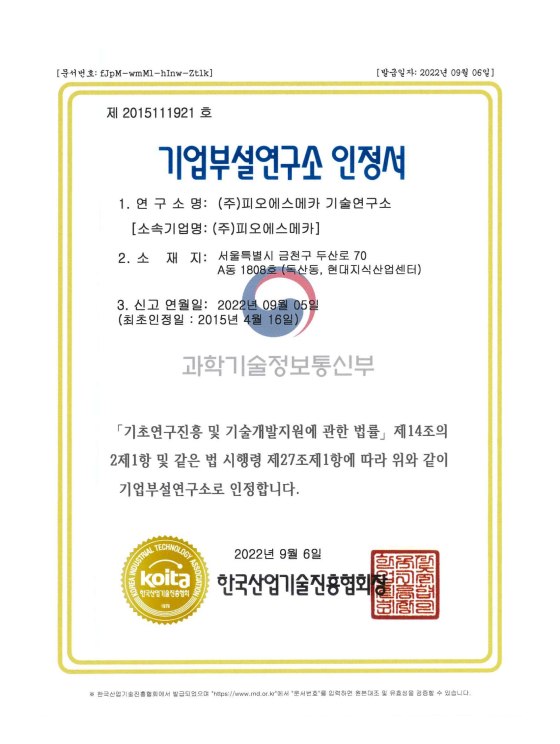 [문서번호: fJpM-wmMl-hInw-Ztlk]
[발급일자: 2022년 09월 06일]
제 2015111921 호
기업부설연구소 인정서
1. 연 구 소 명: (주)피오에스메카 기술연구소
[소속기업명: (주)피오에스메카]
2. 소 재 지: 서울특별시 금천구 두산로 70
A동 1808호 (독산동, 현대지식산업센터)
3. 신고 연월일: 2022년 09월 05일
(최초인정일 : 2015년 4월 16일)
과학기술정보통신부
「기초연구진흥 및 기술개발지원에 관한 법률」 제14조의
2제1항 및 같은 법 시행령 제27조제1항에 따라 위와 같이
기업부설연구소로 인정합니다.
2022년 9월 6일
KOREA INDUSTRIAL TECHNOLOGY ASSOCIATION
koita
한국산업기술진흥협회
1979
한국산업기술진흥협회장
※ 한국산업기술진흥협회에서 발급되었으며 "https://www.rnd.or.kr"에서 "문서번호"를 입력하면 원본대조 및 유효성을 검증할 수 있습니다.